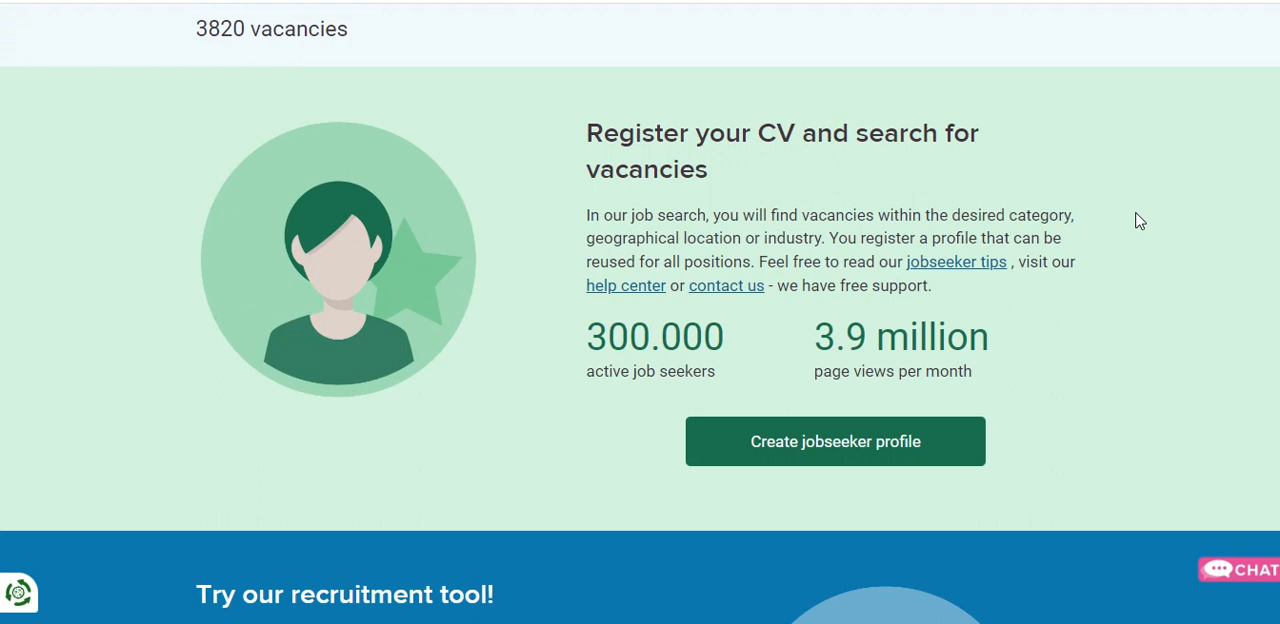 3820 vacancies
Register your CV and search for
vacancies
In our job search, you will find vacancies within the desired category,
geographical location or industry. You register a profile that can be
reused for all positions. Feel free to read our jobseeker tips , visit our
help center or contact us - we have free support.
300.000
active job seekers
3.9 million
page views per month
Create jobseeker profile
Try our recruitment tool!
CHAT